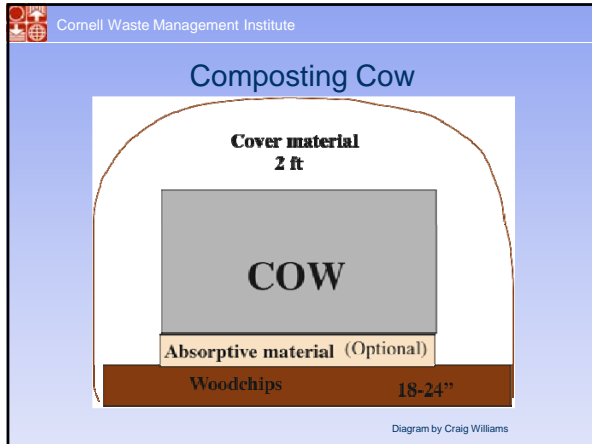 Cornell Waste Management Institute
Composting Cow
Cover material
2 ft
COW
Absorptive material (Optional)
Woodchips 18-24”
Diagram by Craig Williams